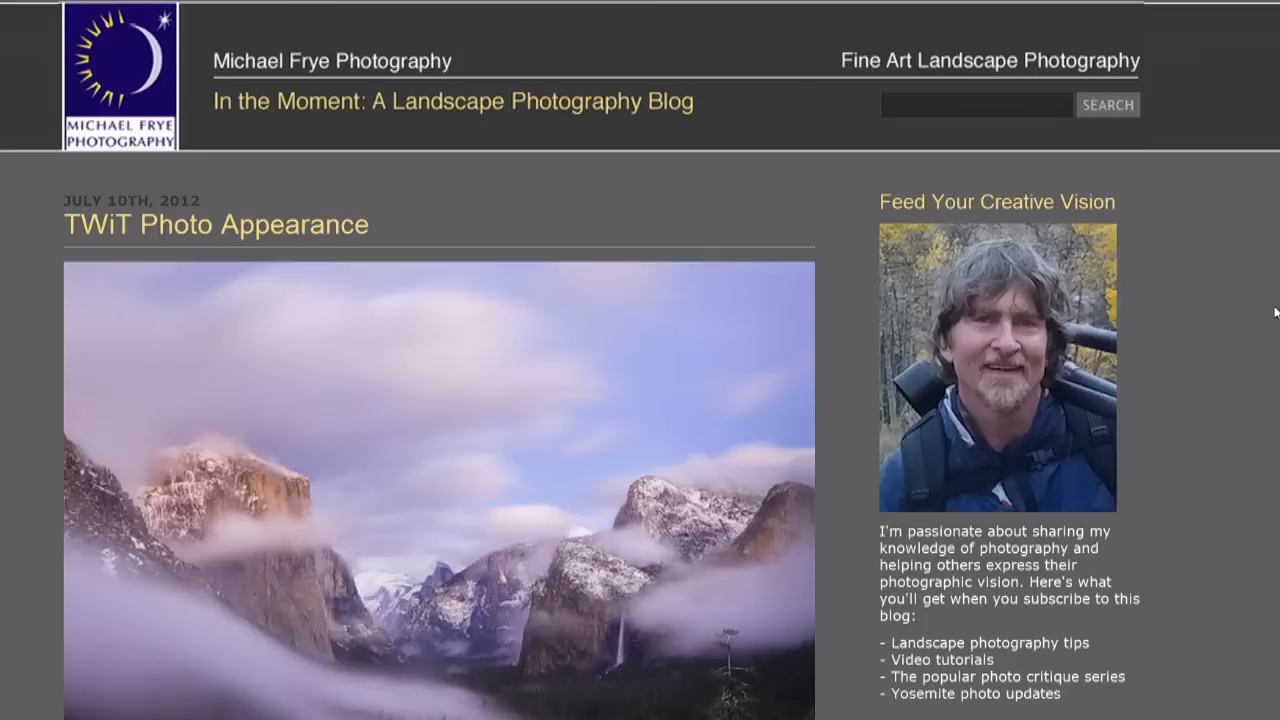 MICHAEL FRYE
PHOTOGRAPHY
Michael Frye Photography
Fine Art Landscape Photography
In the Moment: A Landscape Photography Blog
SEARCH
JULY 10TH, 2012
TWiT Photo Appearance
Feed Your Creative Vision
I'm passionate about sharing my
knowledge of photography and
helping others express their
photographic vision. Here's what
you'll get when you subscribe to this
blog:
- Landscape photography tips
- Video tutorials
- The popular photo critique series
- Yosemite photo updates